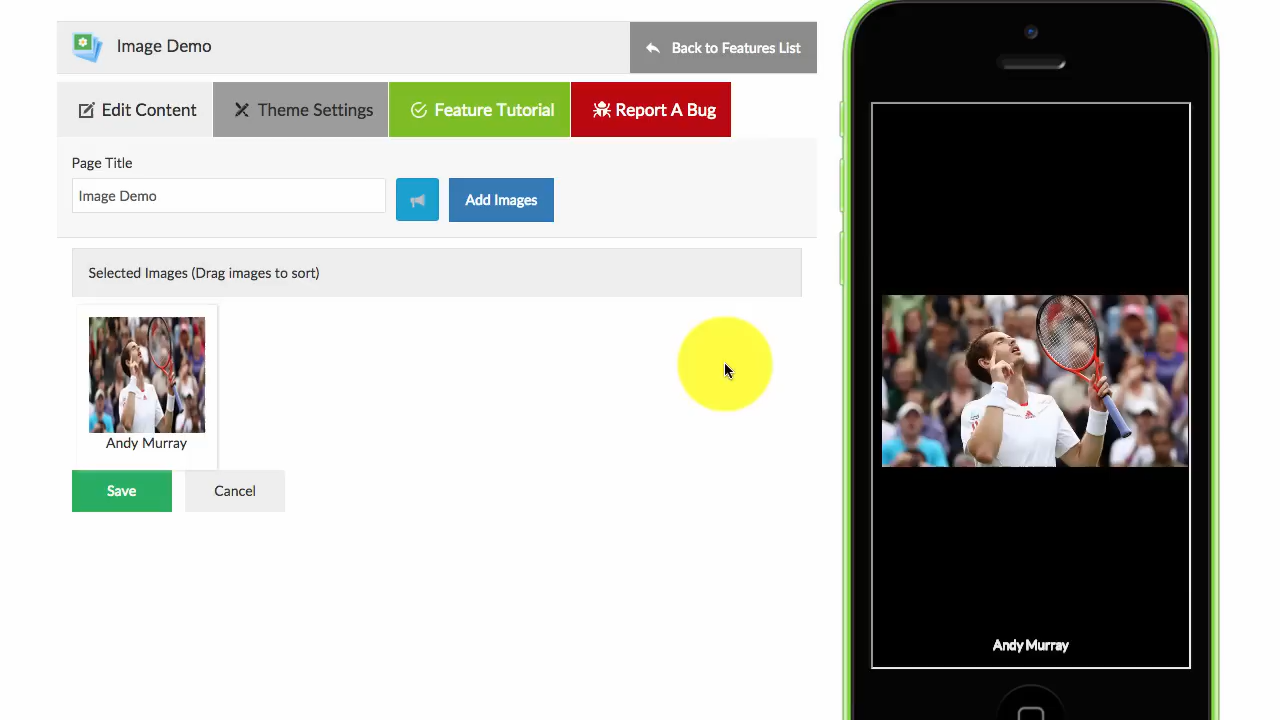 Image Demo
Back to Features List
Edit Content
Theme Settings
Feature Tutorial
Report A Bug
Page Title
Image Demo
Add Images
Selected Images (Drag images to sort)
Andy Murray
Save
Cancel
Andy Murray